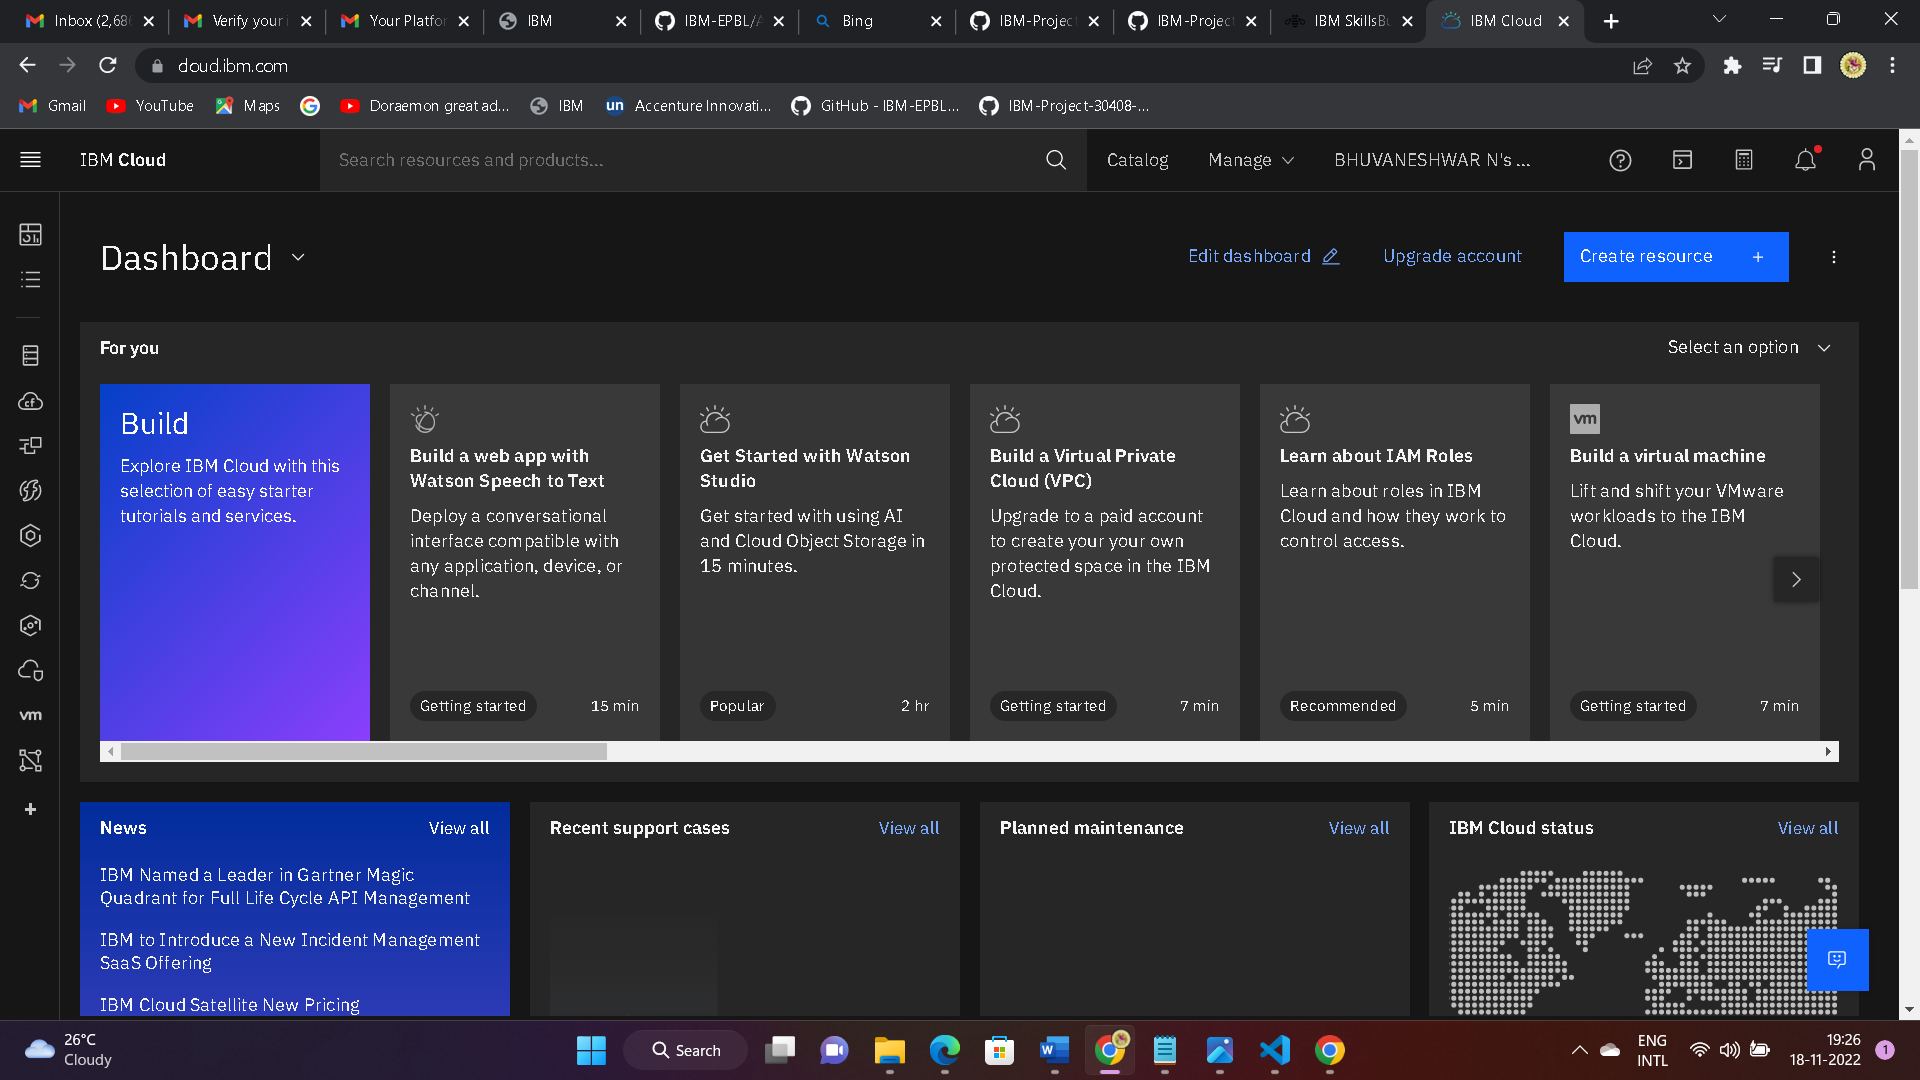 Inbox (2,686
Verify your i
Your Platfor
IBM
IBM-EPBL/
Bing
IBM-Project
IBM-Project
IBM SkillsBu
IBM Cloud
cloud.ibm.com
Gmail
YouTube
Maps
Doraemon great ad...
IBM
Accenture Innovati...
GitHub - IBM-EPBL...
IBM-Project-30408-...
IBM Cloud
Search resources and products...
Catalog
Manage
BHUVANESHWAR N's ...
Dashboard
Edit dashboard
Upgrade account
Create resource +
For you
Select an option
Build
Explore IBM Cloud with this
selection of easy starter
tutorials and services.
Build a web app with
Watson Speech to Text
Deploy a conversational
interface compatible with
any application, device, or
channel.
Getting started 15 min
Get Started with Watson
Studio
Get started with using AI
and Cloud Object Storage in
15 minutes.
Popular 2 hr
Build a Virtual Private
Cloud (VPC)
Upgrade to a paid account
to create your your own
protected space in the IBM
Cloud.
Getting started 7 min
Learn about IAM Roles
Learn about roles in IBM
Cloud and how they work to
control access.
Recommended 5 min
vm
Build a virtual machine
Lift and shift your VMware
workloads to the IBM
Cloud.
Getting started 7 min
cf
vm
News View all
IBM Named a Leader in Gartner Magic
Quadrant for Full Life Cycle API Management
IBM to Introduce a New Incident Management
SaaS Offering
IBM Cloud Satellite New Pricing
Recent support cases View all
Planned maintenance View all
IBM Cloud status View all
26°C
Cloudy
Search
ENG
INTL
19:26
18-11-2022
1